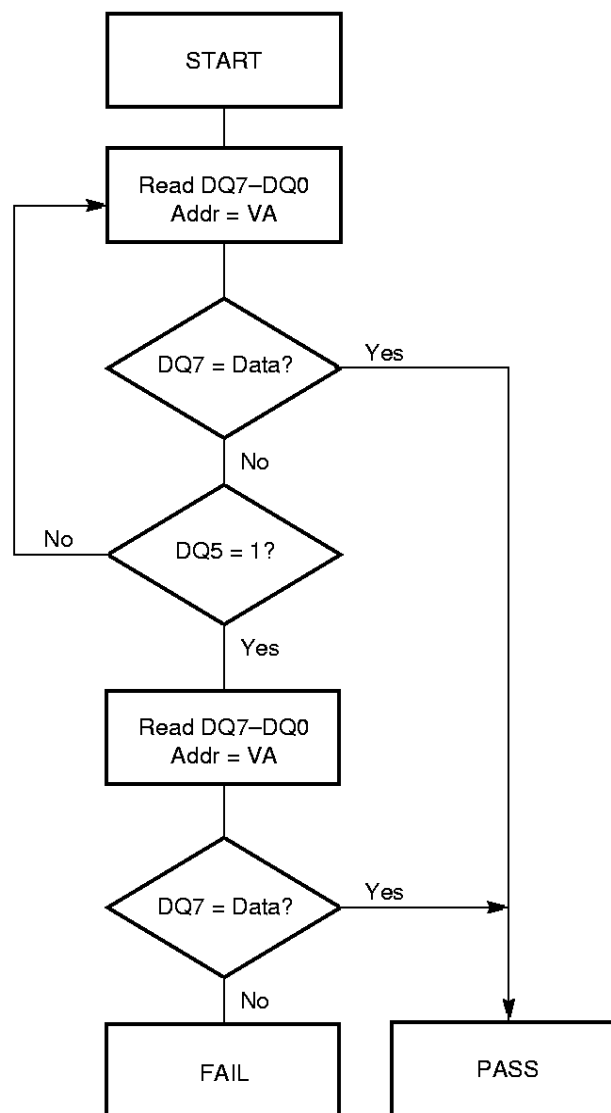 START
Read DQ7–DQ0
Addr = VA
DQ7 = Data?
Yes
No
No
DQ5 = 1?
Yes
Read DQ7–DQ0
Addr = VA
DQ7 = Data?
Yes
No
FAIL
PASS